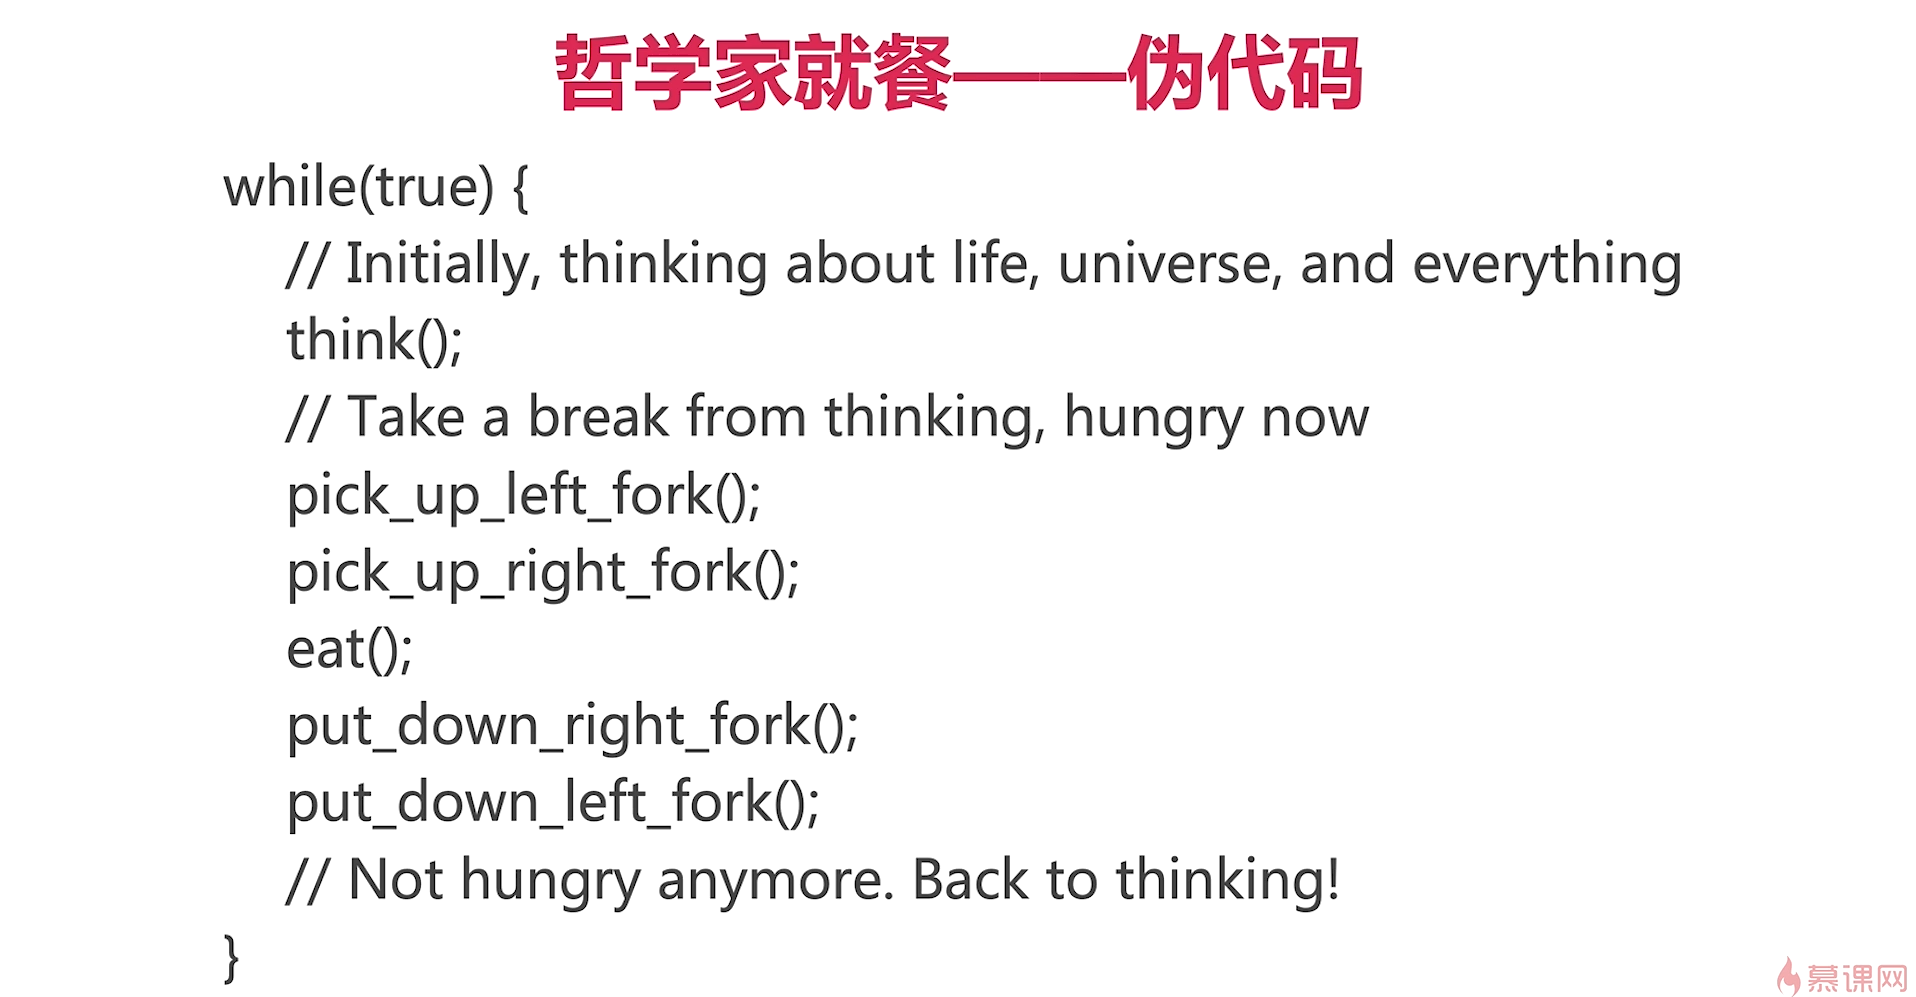 哲学家就餐——伪代码
while(true) {
// Initially, thinking about life, universe, and everything
think();
// Take a break from thinking, hungry now
pick_up_left_fork();
pick_up_right_fork();
eat();
put_down_right_fork();
put_down_left_fork();
// Not hungry anymore. Back to thinking!
}
慕课网